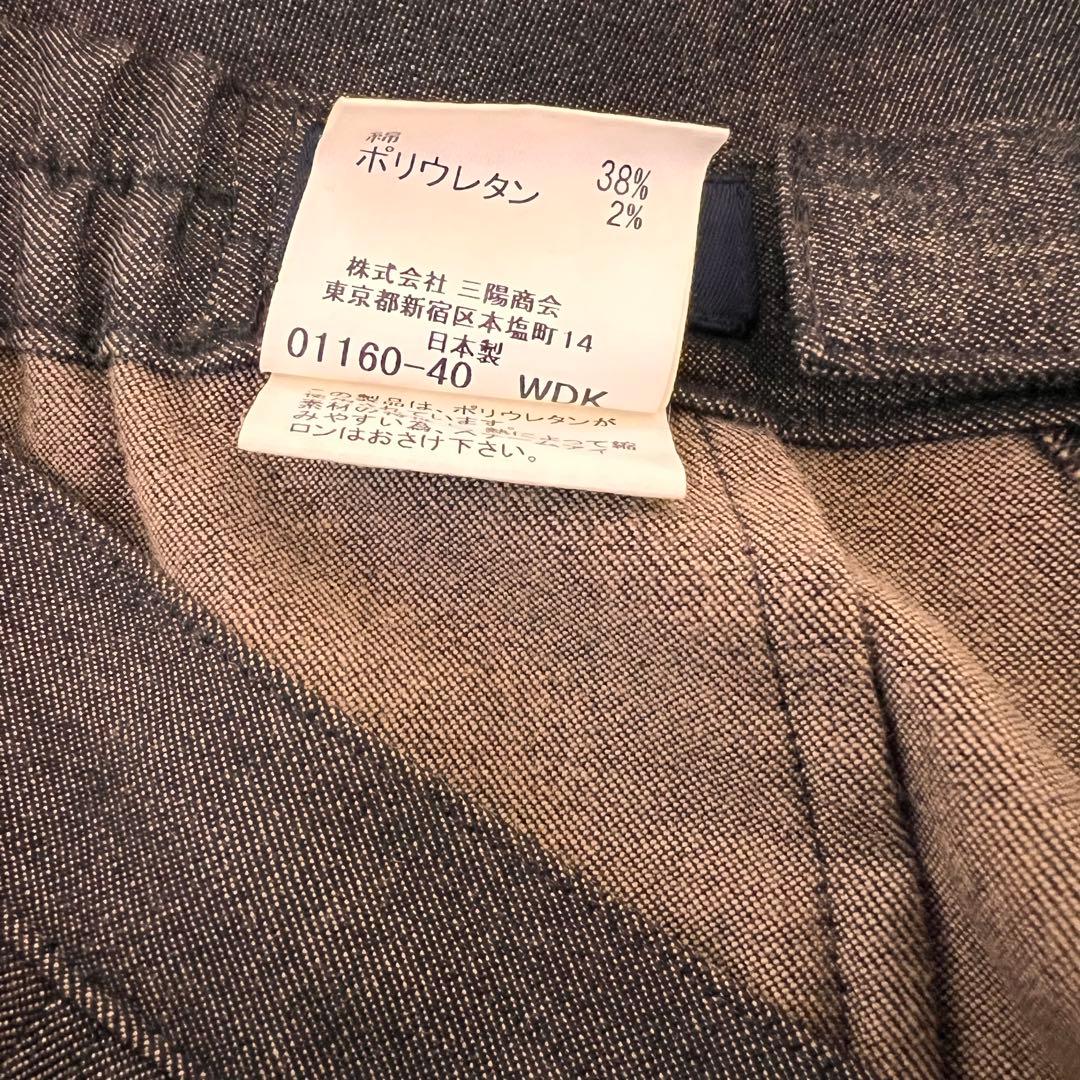 綿 38%
ポリウレタン 2%
株式会社 三陽商会
東京都新宿区本塩町14
日本製
01160-40 WDK
この製品は、ポリウレタンが
みやすい為、
ロンはおさけ下さい。